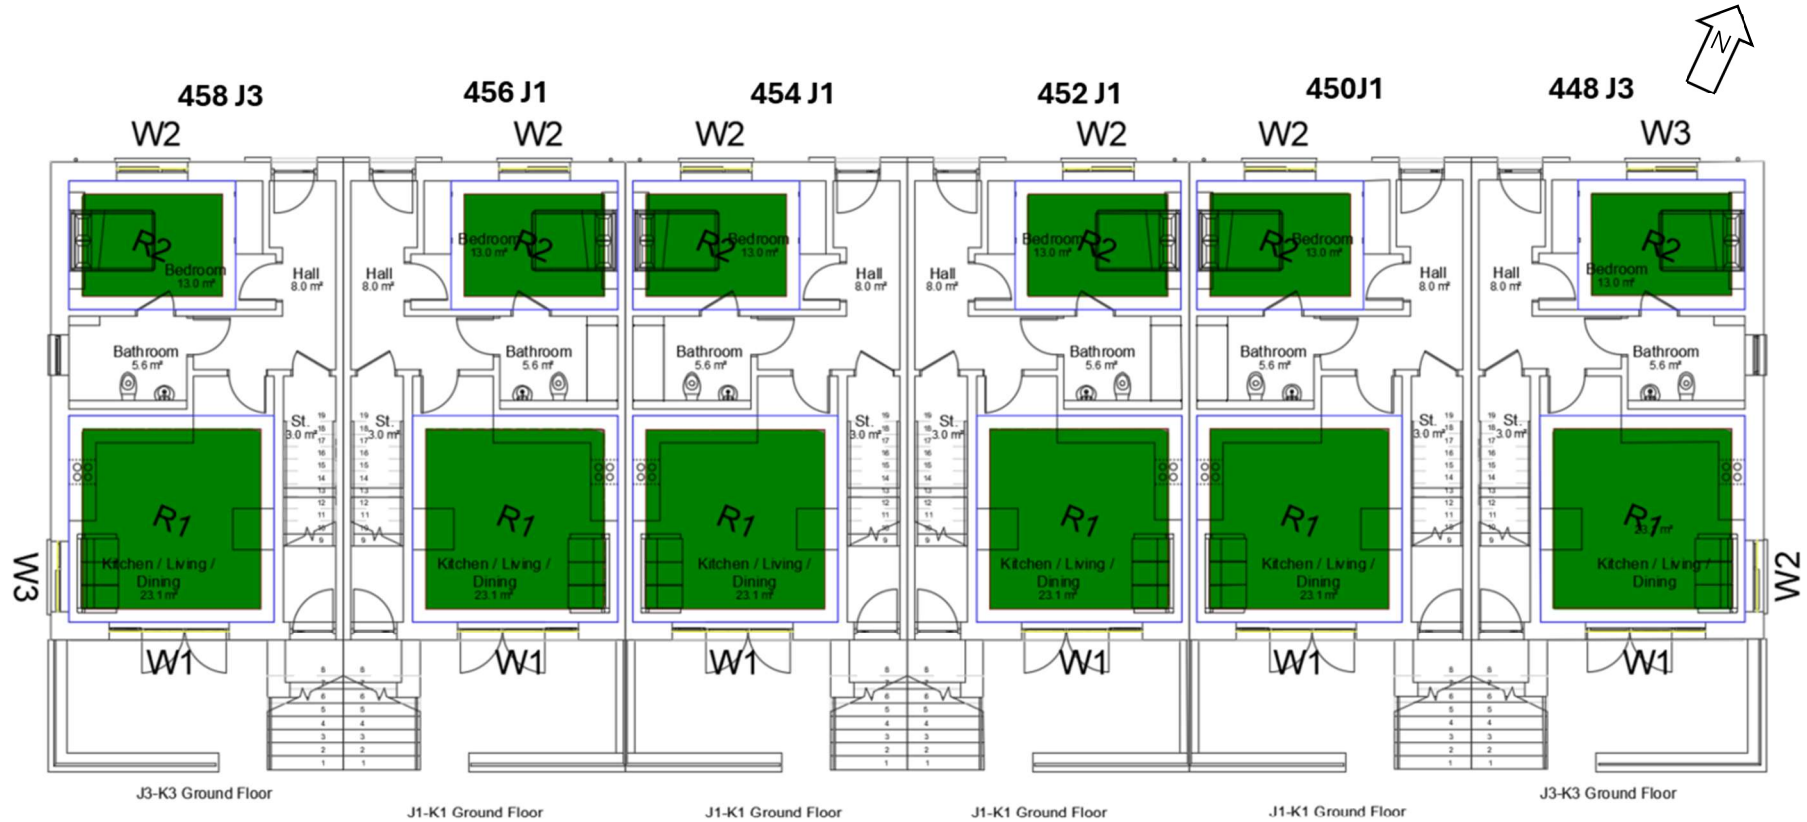 N
458 J3
456 J1
454 J1
452 J1
450J1
448 J3
W2
W2
W2
W2
W2
W3
R2
Bedroom
13.0 m²
Hall
8.0 m²
Hall
8.0 m²
Bedroom
13.0 m²
R2
R2
Bedroom
13.0 m²
Hall
8.0 m²
Hall
8.0 m²
Bedroom
13.0 m²
R2
R2
Bedroom
13.0 m²
Hall
8.0 m²
Hall
8.0 m²
R2
Bedroom
13.0 m²
Bathroom
5.6 m²
Bathroom
5.6 m²
Bathroom
5.6 m²
Bathroom
5.6 m²
Bathroom
5.6 m²
Bathroom
5.6 m²
St.
3.0 m²
St.
3.0 m²
St.
3.0 m²
St.
3.0 m²
St.
3.0 m²
St.
3.0 m²
R1
R1
R1
R1
R1
R1
W3
Kitchen / Living /
Dining
23.1 m²
Kitchen / Living /
Dining
23.1 m²
Kitchen / Living /
Dining
23.1 m²
Kitchen / Living /
Dining
23.1 m²
Kitchen / Living /
Dining
23.1 m²
Kitchen / Living /
Dining
W2
W1
W1
W1
W1
W1
W1
J3-K3 Ground Floor
J1-K1 Ground Floor
J1-K1 Ground Floor
J1-K1 Ground Floor
J1-K1 Ground Floor
J3-K3 Ground Floor